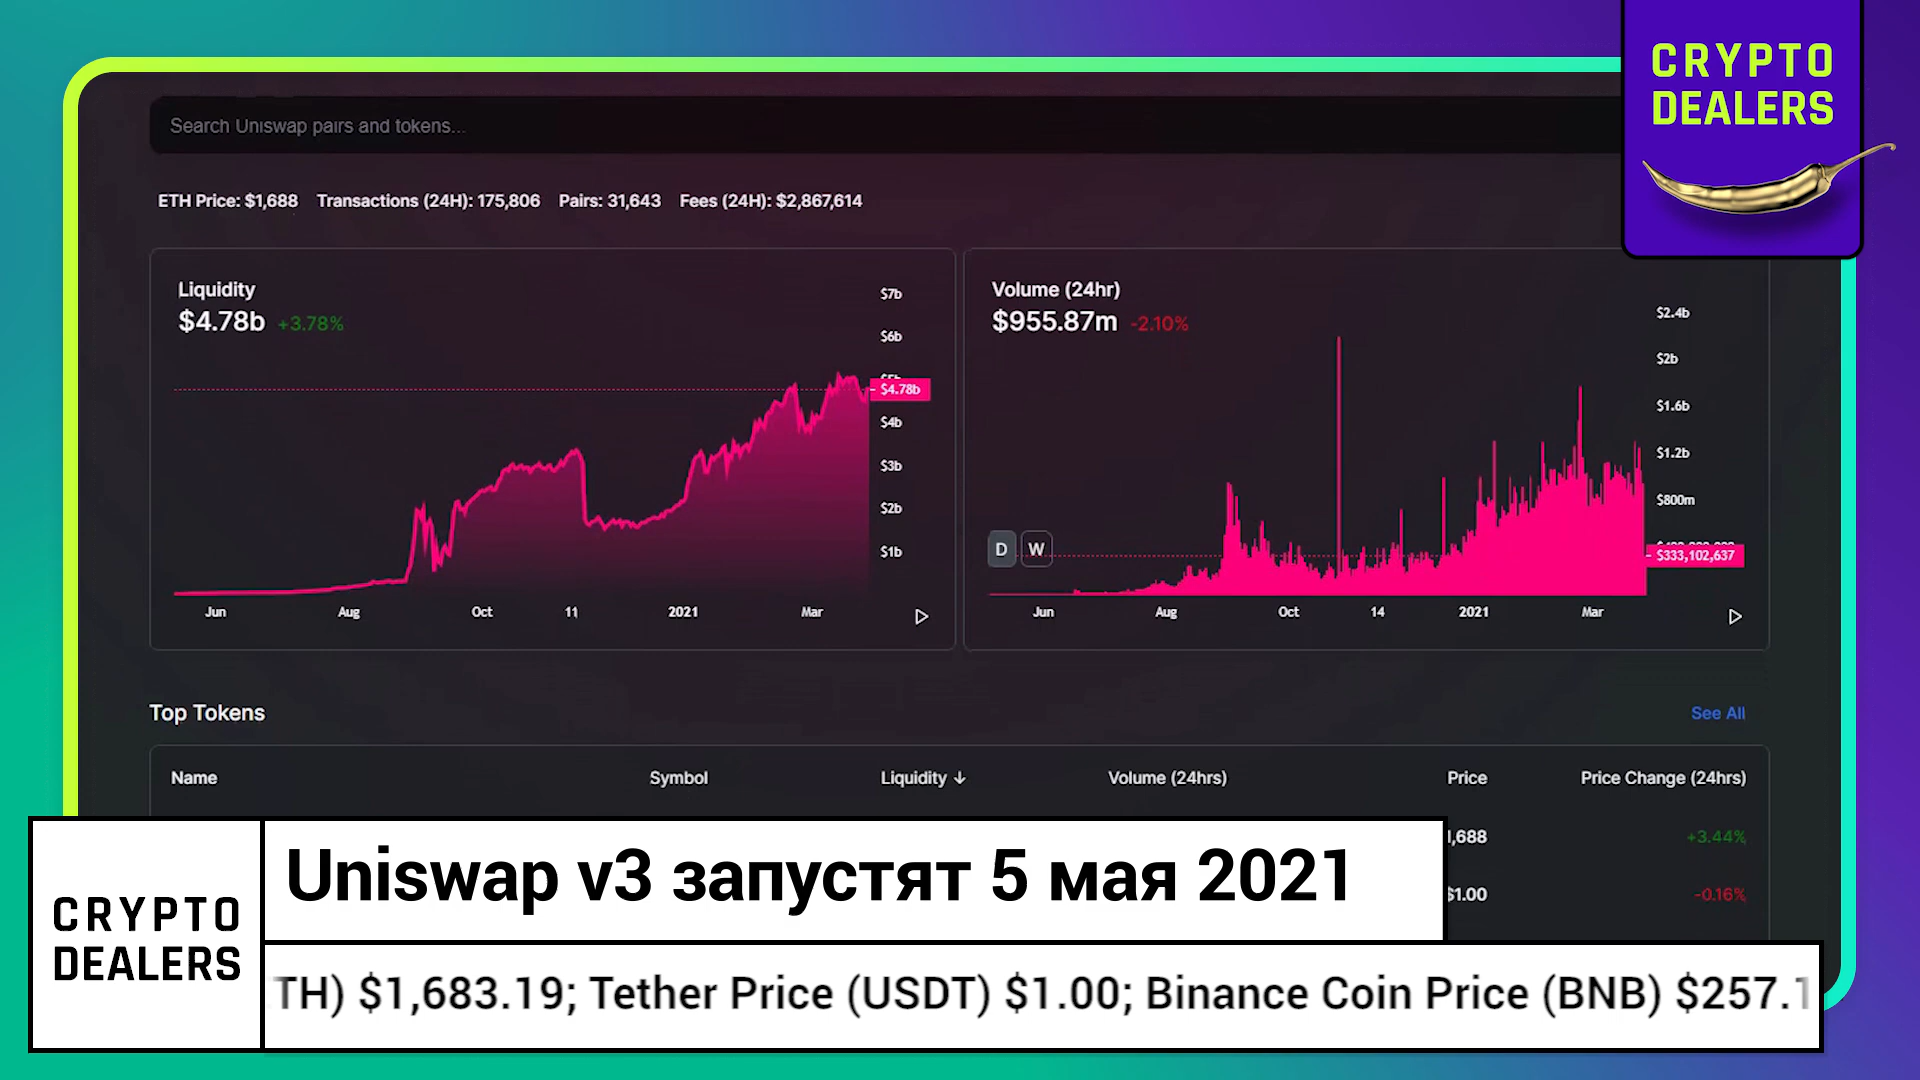 CRYPTO
DEALERS
Search Uniswap pairs and tokens...
ETH Price: $1,688 Transactions (24H): 175,806 Pairs: 31,643 Fees (24H): $2,867,614
Liquidity
$4.78b +3.78%
$7b
$6b
$4.78b
$4b
$3b
$2b
$1b
Jun Aug Oct 11 2021 Mar
Volume (24hr)
$955.87m -2.10%
$2.4b
$2b
$1.6b
$1.2b
$800m
$333,102,637
D W
Jun Aug Oct 14 2021 Mar
Top Tokens See All
Name Symbol Liquidity ↓ Volume (24hrs) Price Price Change (24hrs)
,688 +3.44%
$1.00 -0.16%
CRYPTO
DEALERS
Uniswap v3 запустят 5 мая 2021
TH) $1,683.19; Tether Price (USDT) $1.00; Binance Coin Price (BNB) $257.1